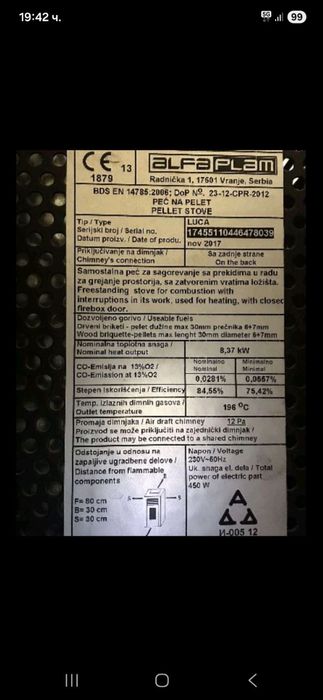 19:42 ч.
5G
99
CE 13
1879
ALFAPLAM
Radnička 1, 17501 Vranje, Serbia
BDS EN 14785:2006; DoP No. 23-12-CPR-2012
PEĆ NA PELET
PELLET STOVE
Tip / Type
LUCA
Serijski broj / Serial no.
17455110446478039
Datum proizv. / Date of produ.
nov 2017
Priključivanje na dimnjak /
Chimney's connection
Sa zadnje strane
On the back
Samostalna peć za sagorevanje sa prekidima u radu
za grejanje prostorija, sa zatvorenim vratima ložišta.
Freestanding stove for combustion with
interruptions in its work, used for heating, with closed
firebox door.
Dozvoljeno gorivo / Useable fuels
Drveni briketi - pelet dužine max 30mm prečnika 6÷7mm
Wood briquette-pellets max lenght 30mm diameter 6÷7mm
Nominalna toplotna snaga /
Nominal heat output
8,37 kW
CO-Emisija na 13%O2 /
CO-Emission at 13%O2
Nominalno
Nominal
Minimalno
Minimal
0,0281%
0,0557%
Stepen iskorišćenja / Efficiency
84,55%
75,42%
Temp. izlaznih dimnih gasova /
Outlet temperature
196 °C
Promaja dimnjaka / Air draft chimney
12 Pa
Proizvod se može priključiti na zajednički dimnjak /
The product may be connected to a shared chimney
Odstojanje u odnosu na
zapaljive ugradbene delove /
Distance from flammable
components
F= 80 cm
B= 30 cm
S= 30 cm
Napon / Voltage
230V~50Hz
Uk. snaga el. dela / Total
power of electric part
450 W
И-005 12